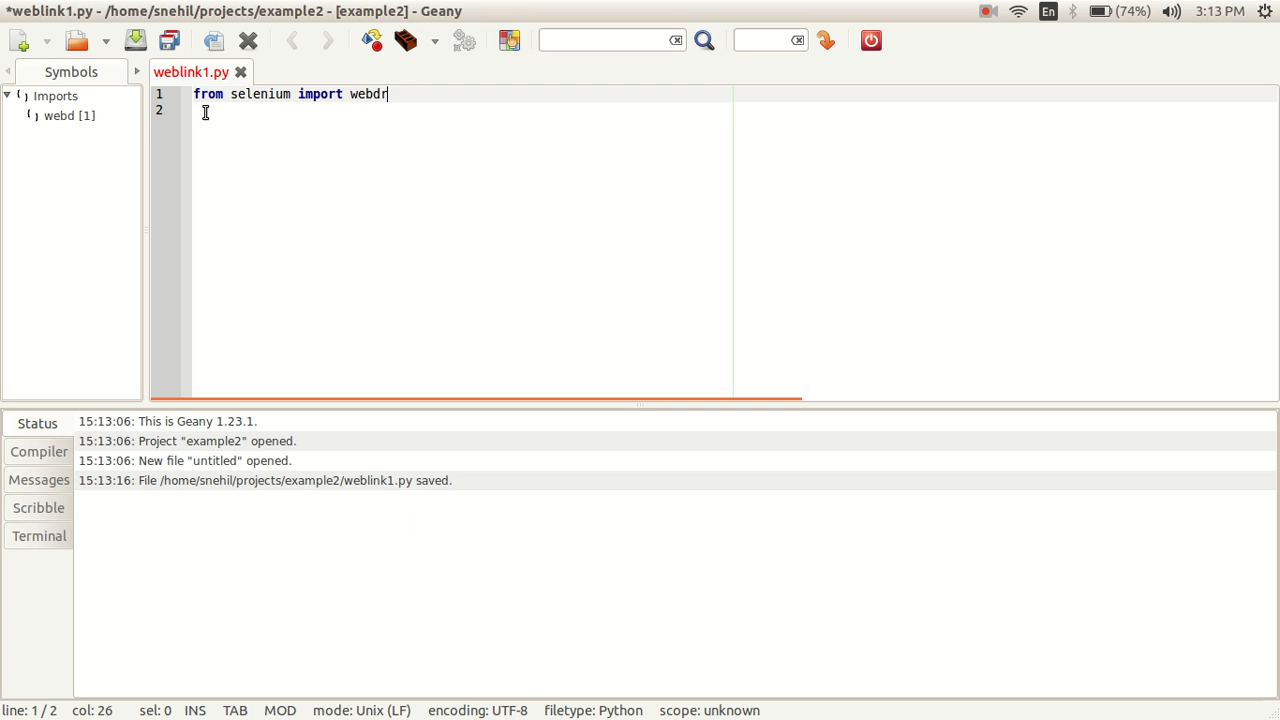 *weblink1.py - /home/snehil/projects/example2 - [example2] - Geany
En
(74%)
3:13 PM
Symbols
weblink1.py
Imports
webd [1]
1 from selenium import webdr
2
Status
Compiler
Messages
Scribble
Terminal
15:13:06: This is Geany 1.23.1.
15:13:06: Project "example2" opened.
15:13:06: New file "untitled" opened.
15:13:16: File /home/snehil/projects/example2/weblink1.py saved.
line: 1 / 2 col: 26 sel: 0 INS TAB MOD mode: Unix (LF) encoding: UTF-8 filetype: Python scope: unknown